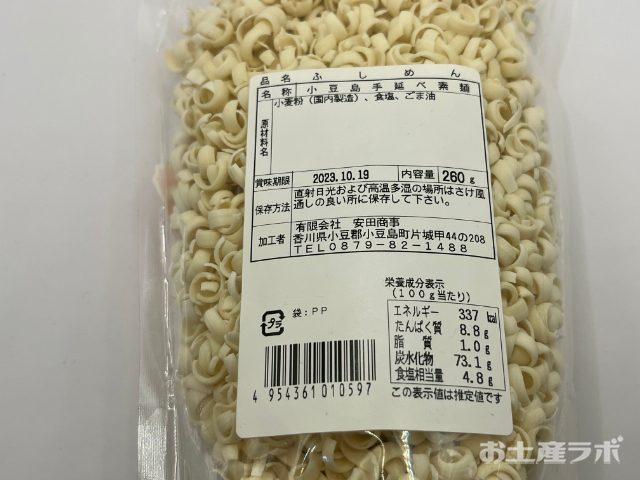 品名 ふしめん
名称 小豆島手延べ素麺
原材料名 小麦粉（国内製造）、食塩、ごま油
賞味期限 2023.10.19 内容量 260g
保存方法 直射日光および高温多湿の場所はさけ風
通しの良い所に保存して下さい。
加工者 有限会社 安田商事
香川県小豆郡小豆島町片城甲44の208
TEL0879-82-1488
栄養成分表示
(100g当たり)
エネルギー 337 kcal
たんぱく質 8.8g
脂質 1.0g
炭水化物 73.1g
食塩相当量 4.8g
この表示値は推定値です
プラ 袋：PP
4 954361 010597
お土産ラボ